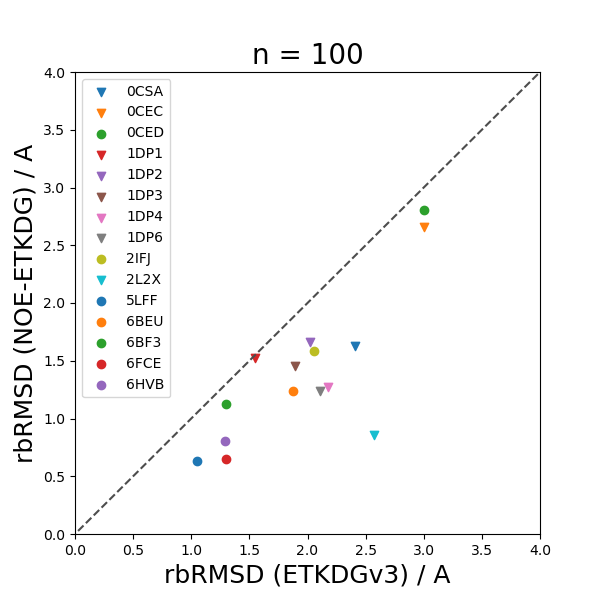 n = 100
rbRMSD (NOE-ETKDG) / A
4.0
3.5
3.0
2.5
2.0
1.5
1.0
0.5
0.0
0CSA
0CEC
0CED
1DP1
1DP2
1DP3
1DP4
1DP6
2IFJ
2L2X
5LFF
6BEU
6BF3
6FCE
6HVB
0.0 0.5 1.0 1.5 2.0 2.5 3.0 3.5 4.0
rbRMSD (ETKDGv3) / A